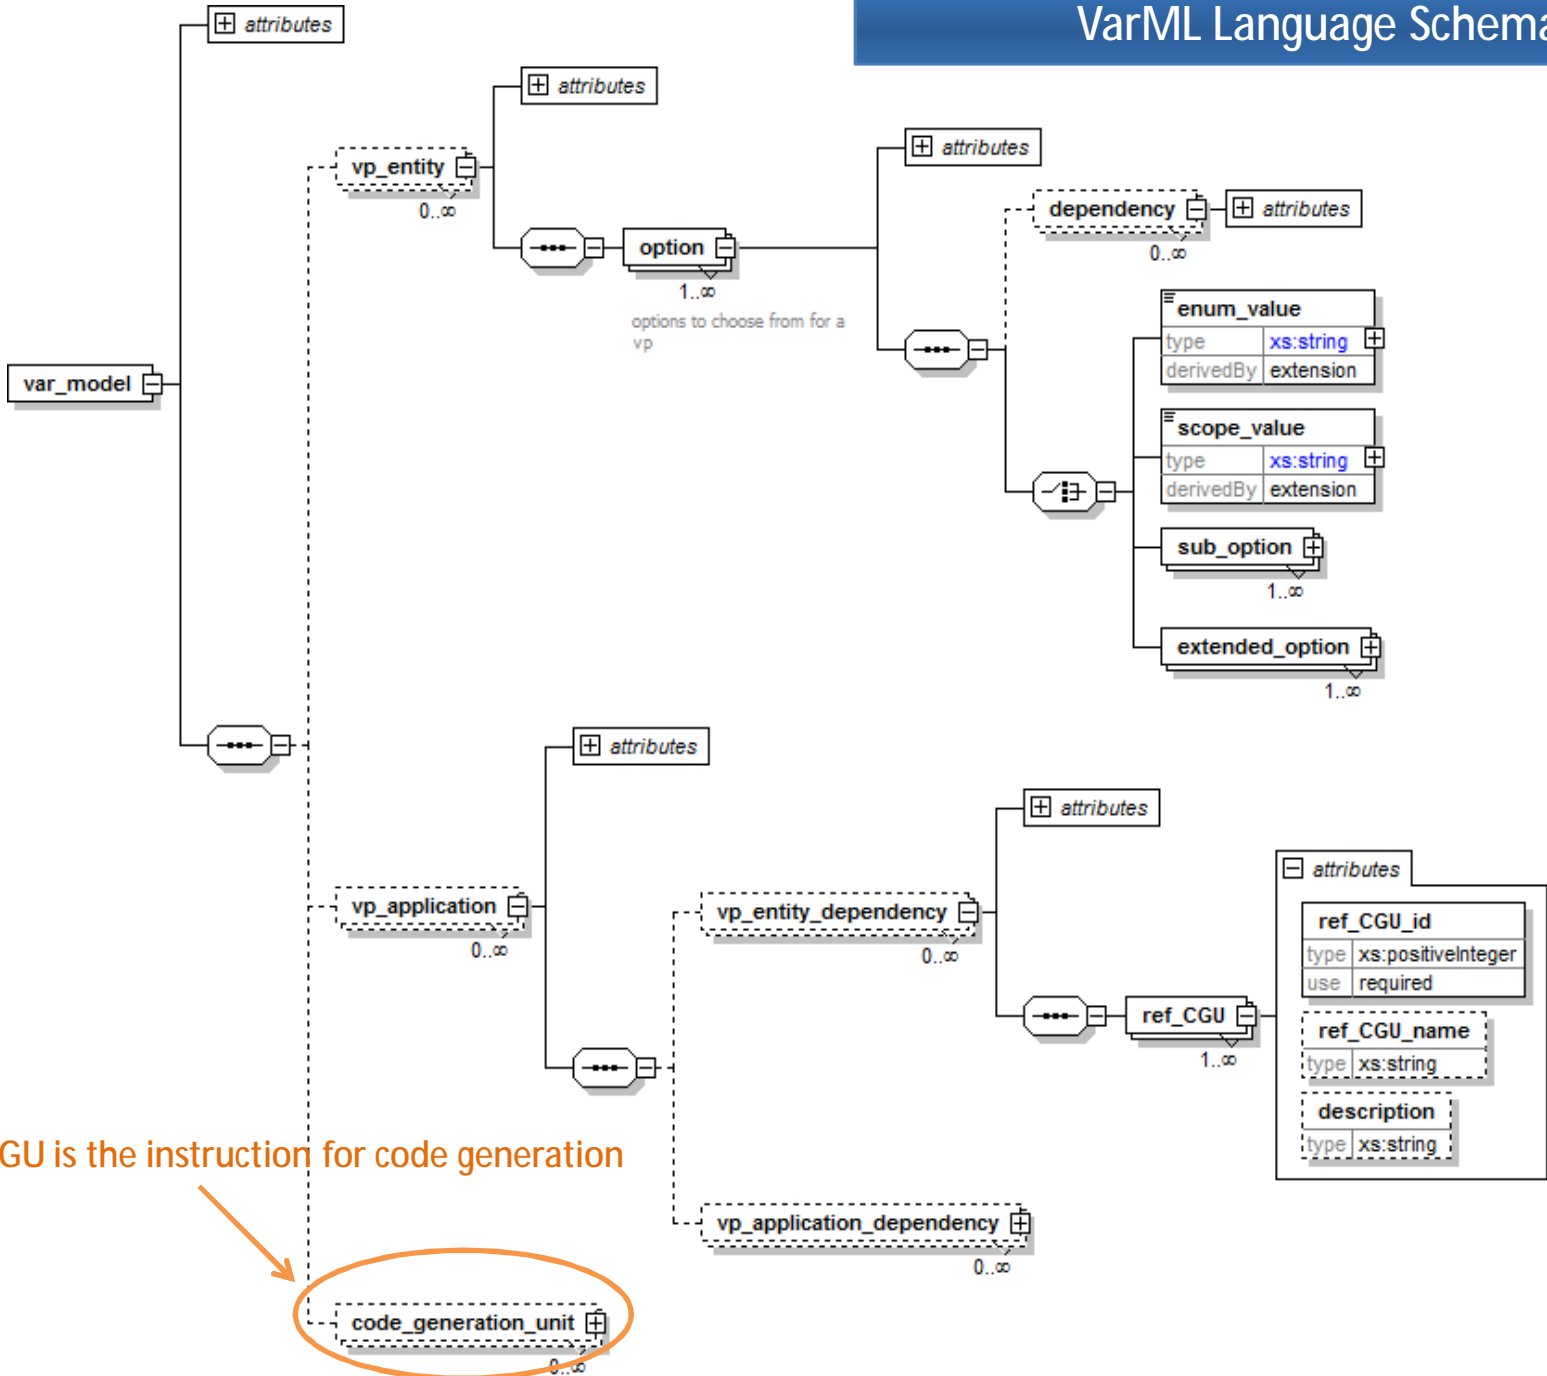 VarML Language Schema
attributes
attributes
vp_entity
0..∞
attributes
dependency
attributes
0..∞
option
1..∞
options to choose from for a
vp
enum_value
type xs:string
derivedBy extension
scope_value
type xs:string
derivedBy extension
sub_option
1..∞
extended_option
1..∞
var_model
attributes
attributes
vp_application
0..∞
vp_entity_dependency
0..∞
attributes
ref_CGU_id
type xs:positiveInteger
use required
ref_CGU
1..∞
ref_CGU_name
type xs:string
description
type xs:string
GU is the instruction for code generation
vp_application_dependency
0..∞
code_generation_unit
0..∞